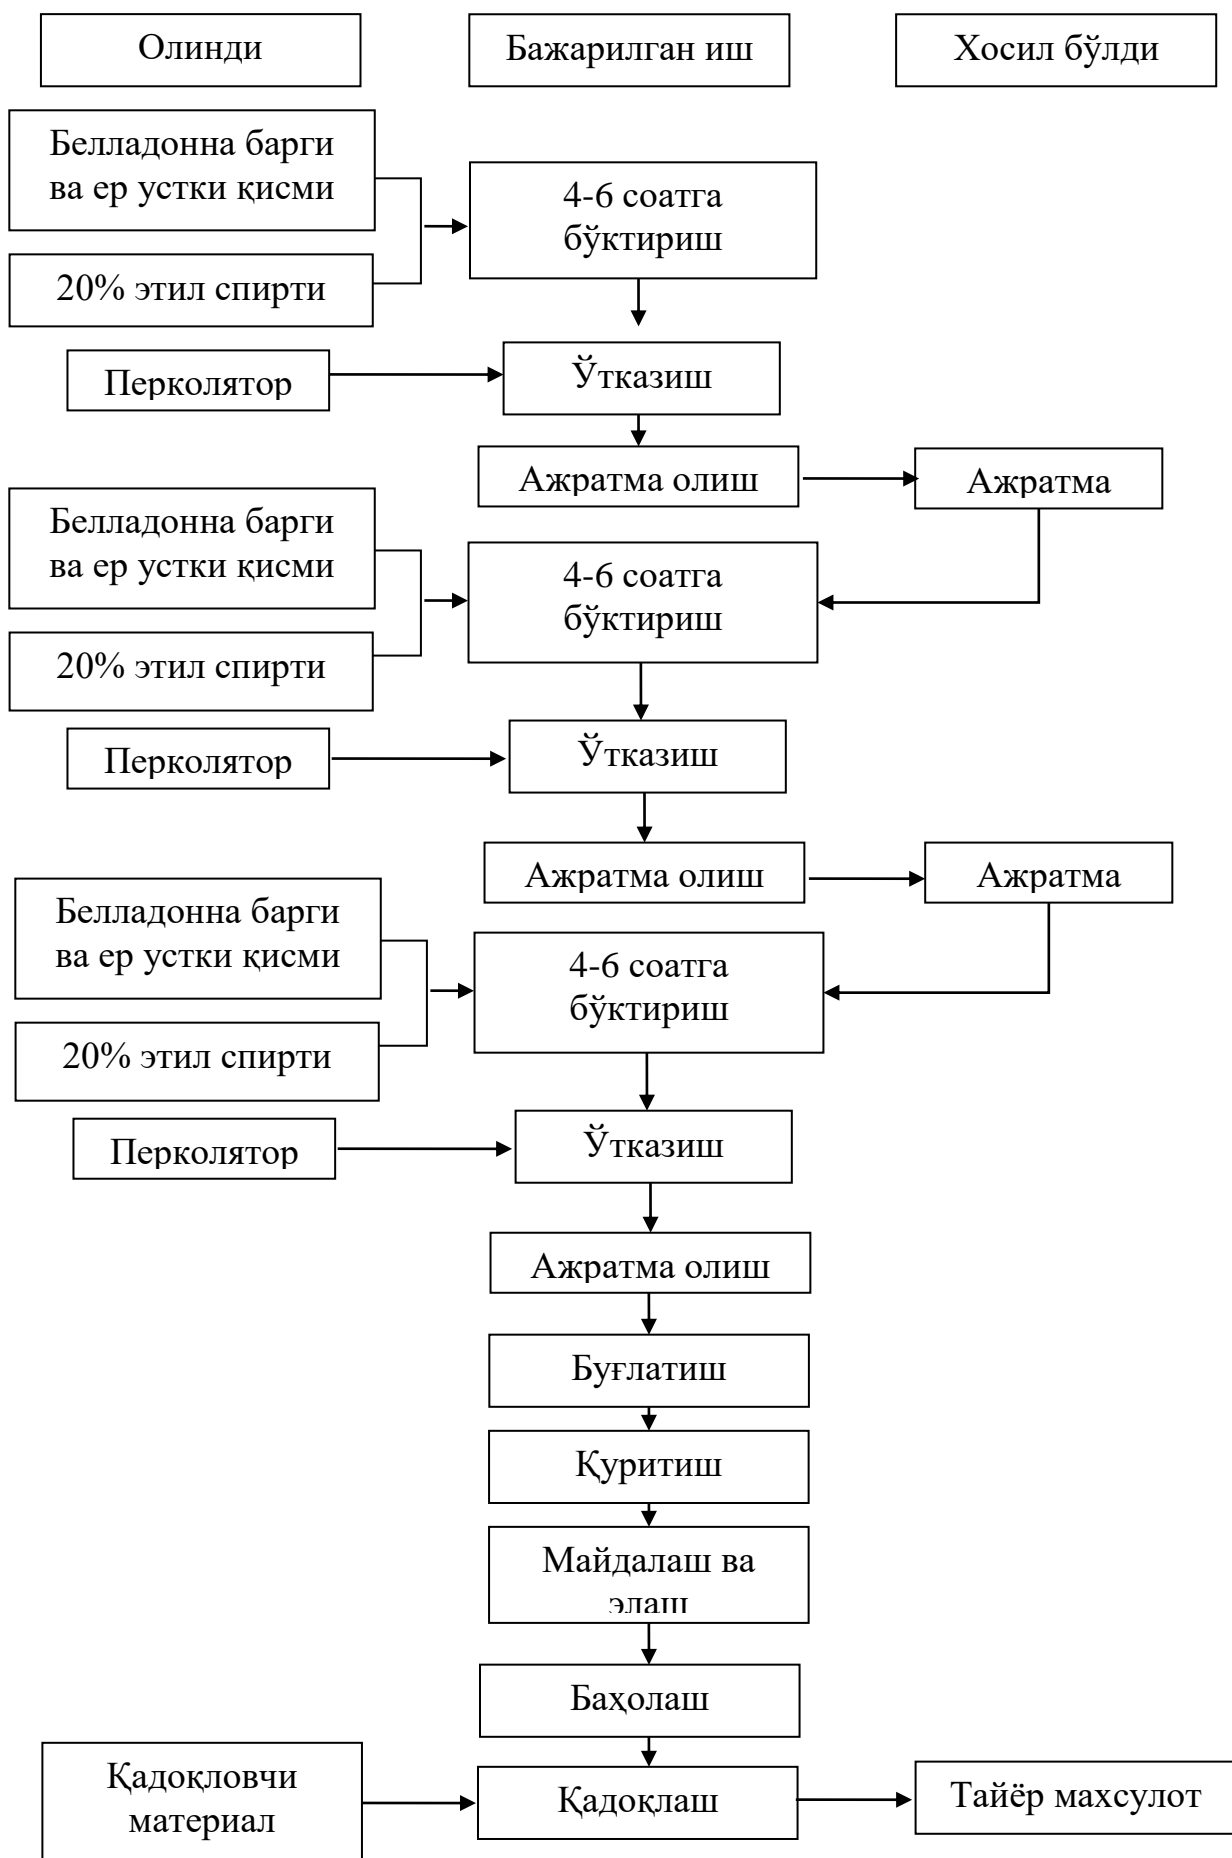 Олинди
Бажарилган иш
Хосил бўлди
Белладонна барги
ва ер устки қисми
4-6 соатга
бўктириш
20% этил спирти
Перколятор
Ўтказиш
Ажратма олиш
Ажратма
Белладонна барги
ва ер устки қисми
4-6 соатга
бўктириш
20% этил спирти
Перколятор
Ўтказиш
Ажратма олиш
Ажратма
Белладонна барги
ва ер устки қисми
4-6 соатга
бўктириш
20% этил спирти
Перколятор
Ўтказиш
Ажратма олиш
Буғлатиш
Қуритиш
Майдалаш ва
элаш
Баҳолаш
Қадоқловчи
материал
Қадоқлаш
Тайёр махсулот